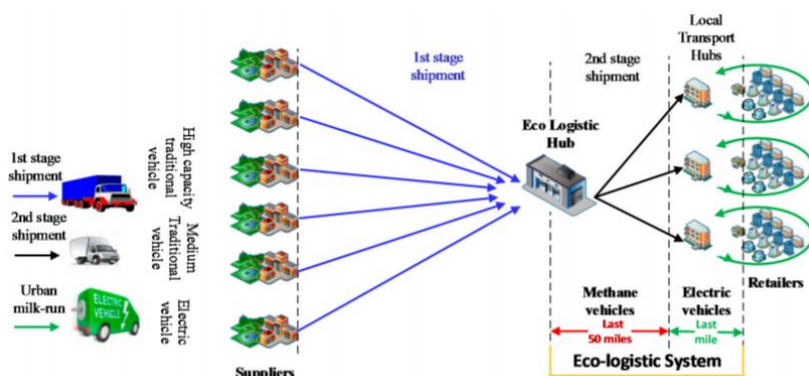 1st stage
shipment
2nd stage
shipment
Urban
milk-run
High capacity
traditional
vehicle
Medium
Traditional
vehicle
Electric
vehicle
ELECTRIC
VEHICLE
Suppliers
1st stage
shipment
Eco Logistic
Hub
2nd stage
shipment
Local
Transport
Hubs
Methane
vehicles
Last
50 miles
Electric
vehicles
Last
mile
Retailers
Eco-logistic System